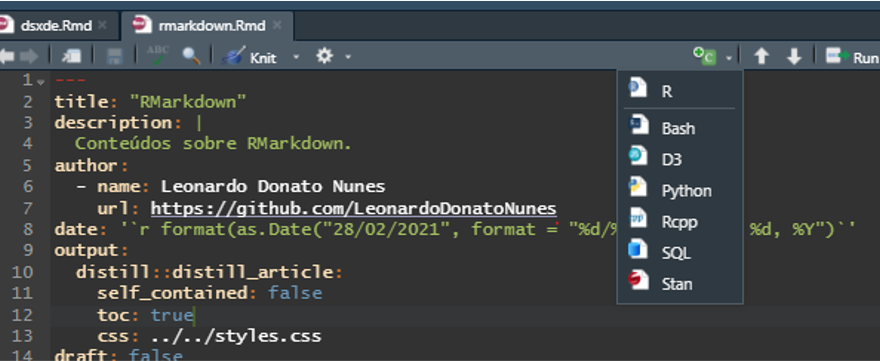 dsxde.Rmd × rmarkdown.Rmd ×
ABC Knit Run
1 ---
2 title: "RMarkdown"
3 description: |
4 Conteúdos sobre RMarkdown.
5 author:
6 - name: Leonardo Donato Nunes
7 url: https://github.com/LeonardoDonatoNunes
8 date: '`r format(as.Date("28/02/2021", format = "%d/% %d, %Y")`'
9 output:
10 distill::distill_article:
11 self_contained: false
12 toc: true
13 css: ../../styles.css
14 draft: false
R
Bash
D3
Python
Rcpp
SQL
Stan